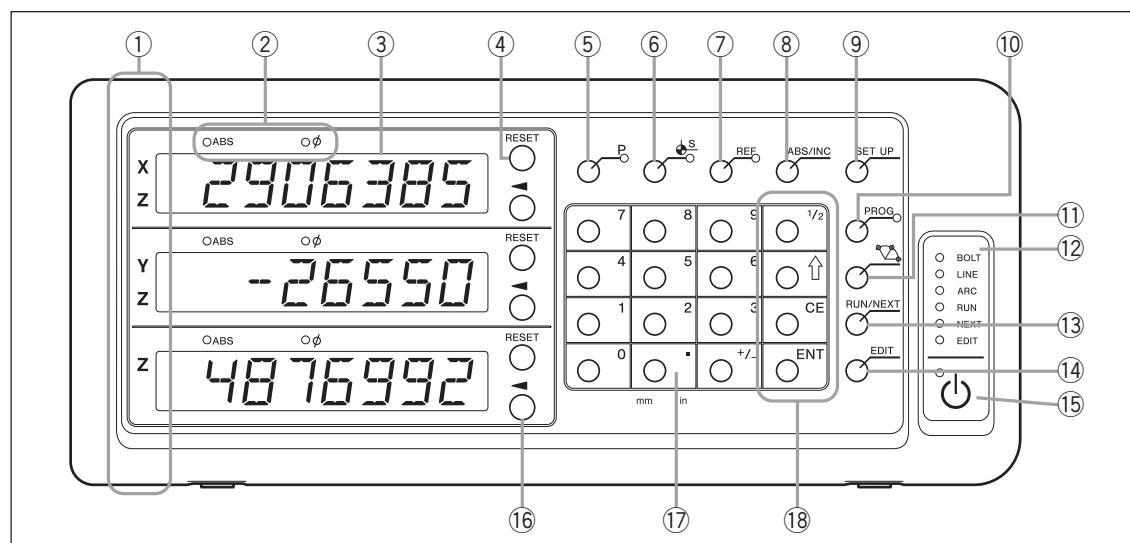 ① ② ③ ④ ⑤ ⑥ ⑦ ⑧ ⑨ ⑩
ABS ϕ RESET P S REF ABS/INC SET UP
X
Z
2906385
PROG
⑪
ABS ϕ RESET
Y
Z
-26550
ABS ϕ RESET
Z
4876992
7 8 9 1/2
4 5 6 ⇧
1 2 3 CE
0 . +/- ENT
mm in
RUN/NEXT
EDIT
BOLT ⑫
LINE
ARC
RUN
NEXT
EDIT
⑬
⑭
⑮
⑯ ⑰ ⑱